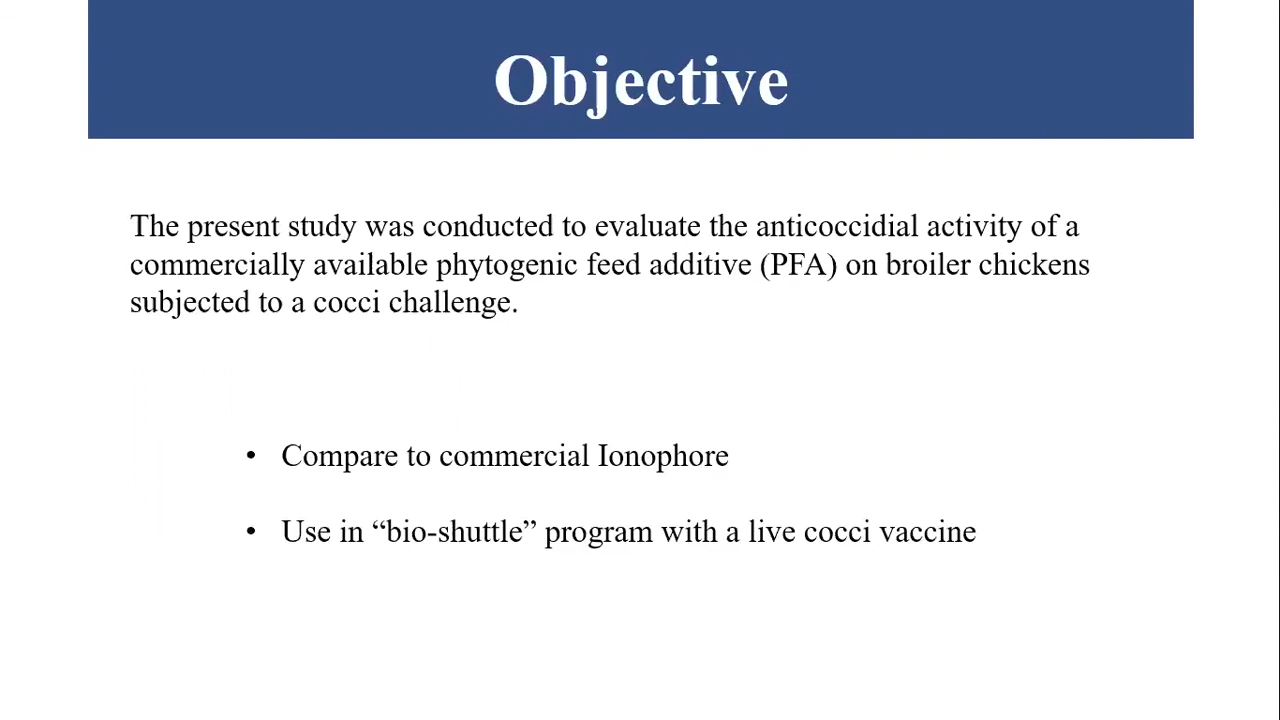 Objective
The present study was conducted to evaluate the anticoccidial activity of a
commercially available phytogenic feed additive (PFA) on broiler chickens
subjected to a cocci challenge.
• Compare to commercial Ionophore
• Use in “bio-shuttle” program with a live cocci vaccine